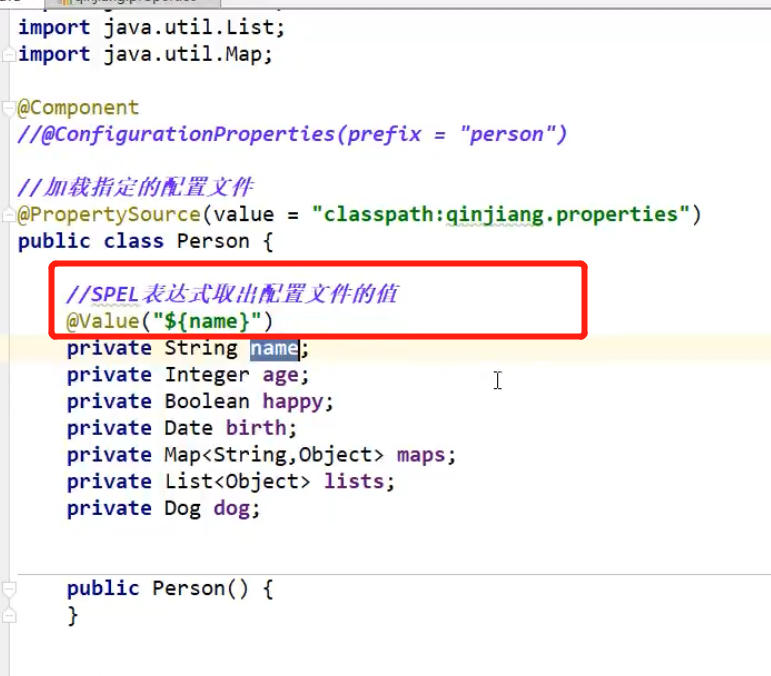 import java.util.List;
import java.util.Map;
@Component
//@ConfigurationProperties(prefix = "person")
//加载指定的配置文件
@PropertySource(value = "classpath:qinjiang.properties")
public class Person {
//SPEL表达式取出配置文件的值
@Value("${name}")
private String name;
private Integer age;
private Boolean happy;
private Date birth;
private Map<String,Object> maps;
private List<Object> lists;
private Dog dog;
public Person() {
}